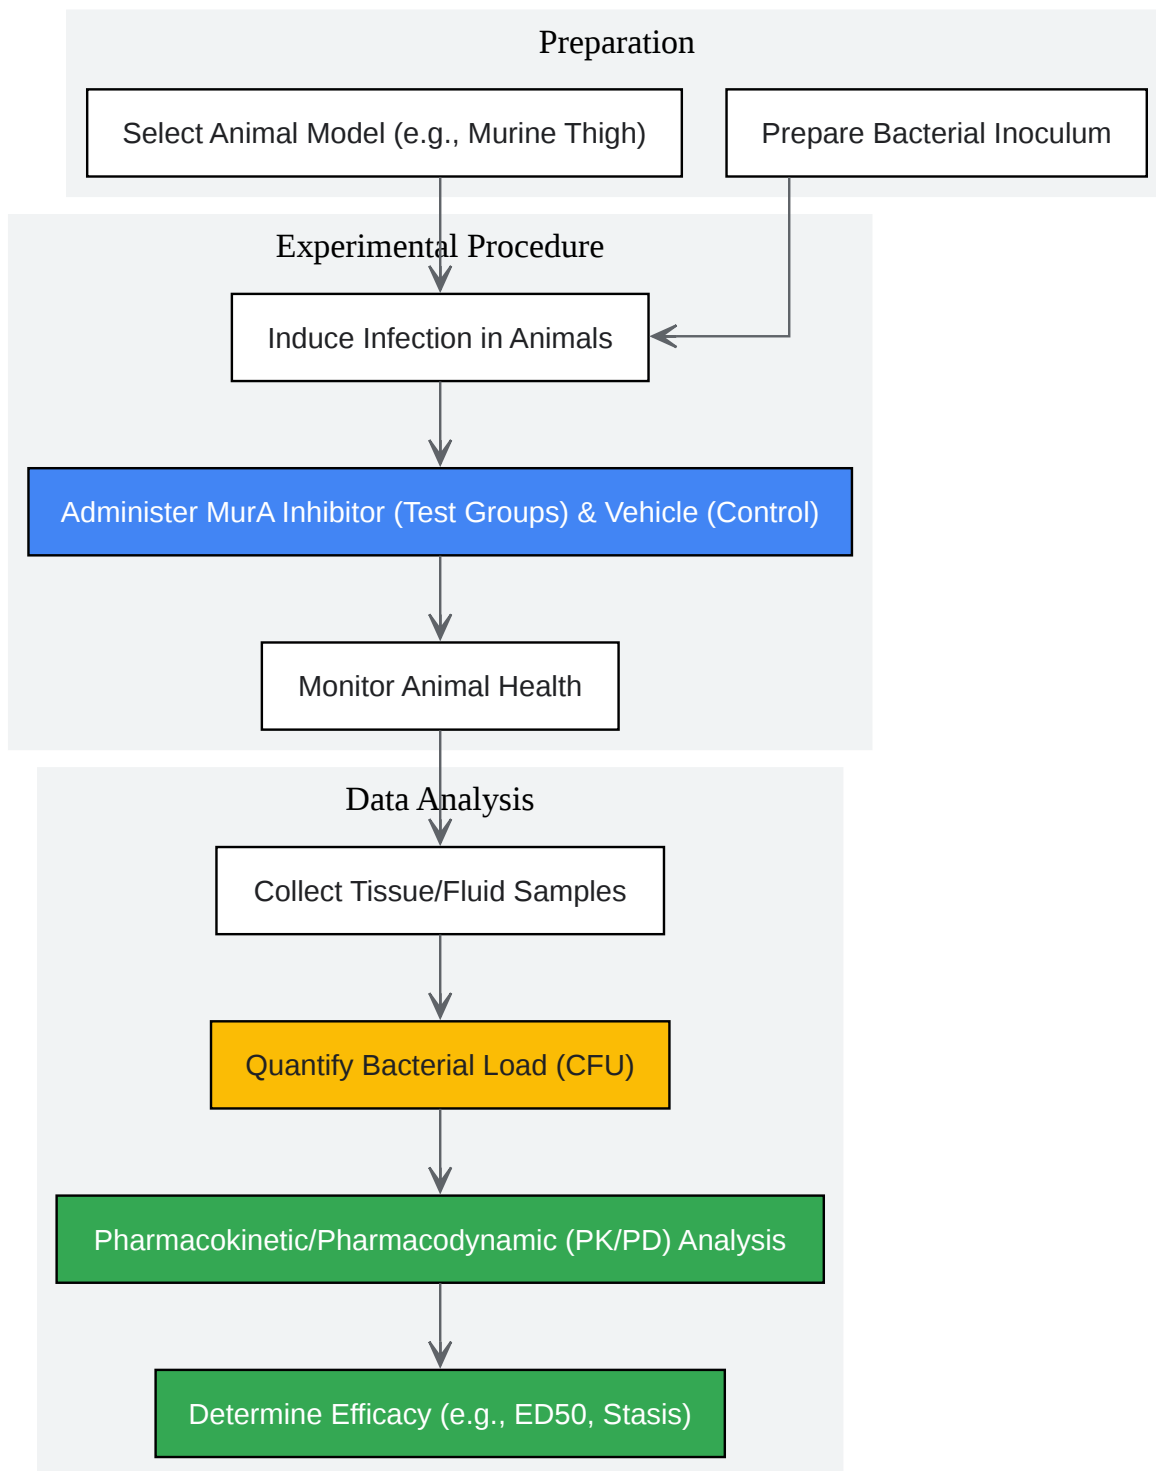 Preparation
Select Animal Model (e.g., Murine Thigh)
Prepare Bacterial Inoculum
Experimental Procedure
Induce Infection in Animals
Administer MurA Inhibitor (Test Groups) & Vehicle (Control)
Monitor Animal Health
Data Analysis
Collect Tissue/Fluid Samples
Quantify Bacterial Load (CFU)
Pharmacokinetic/Pharmacodynamic (PK/PD) Analysis
Determine Efficacy (e.g., ED50, Stasis)